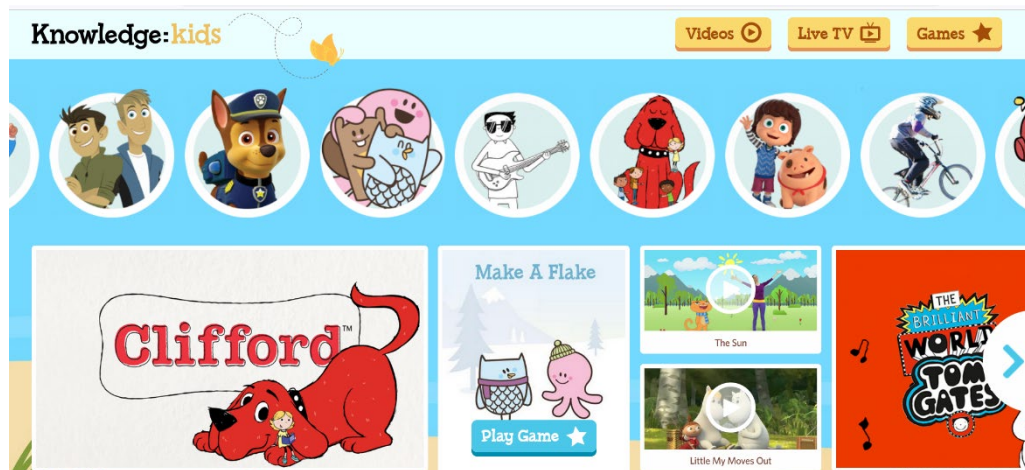 Knowledge:kids
Videos
Live TV
Games
Clifford™
Make A Flake
Play Game
The Sun
Little My Moves Out
THE
BRILLIANT
WORLD
TOM
GATES